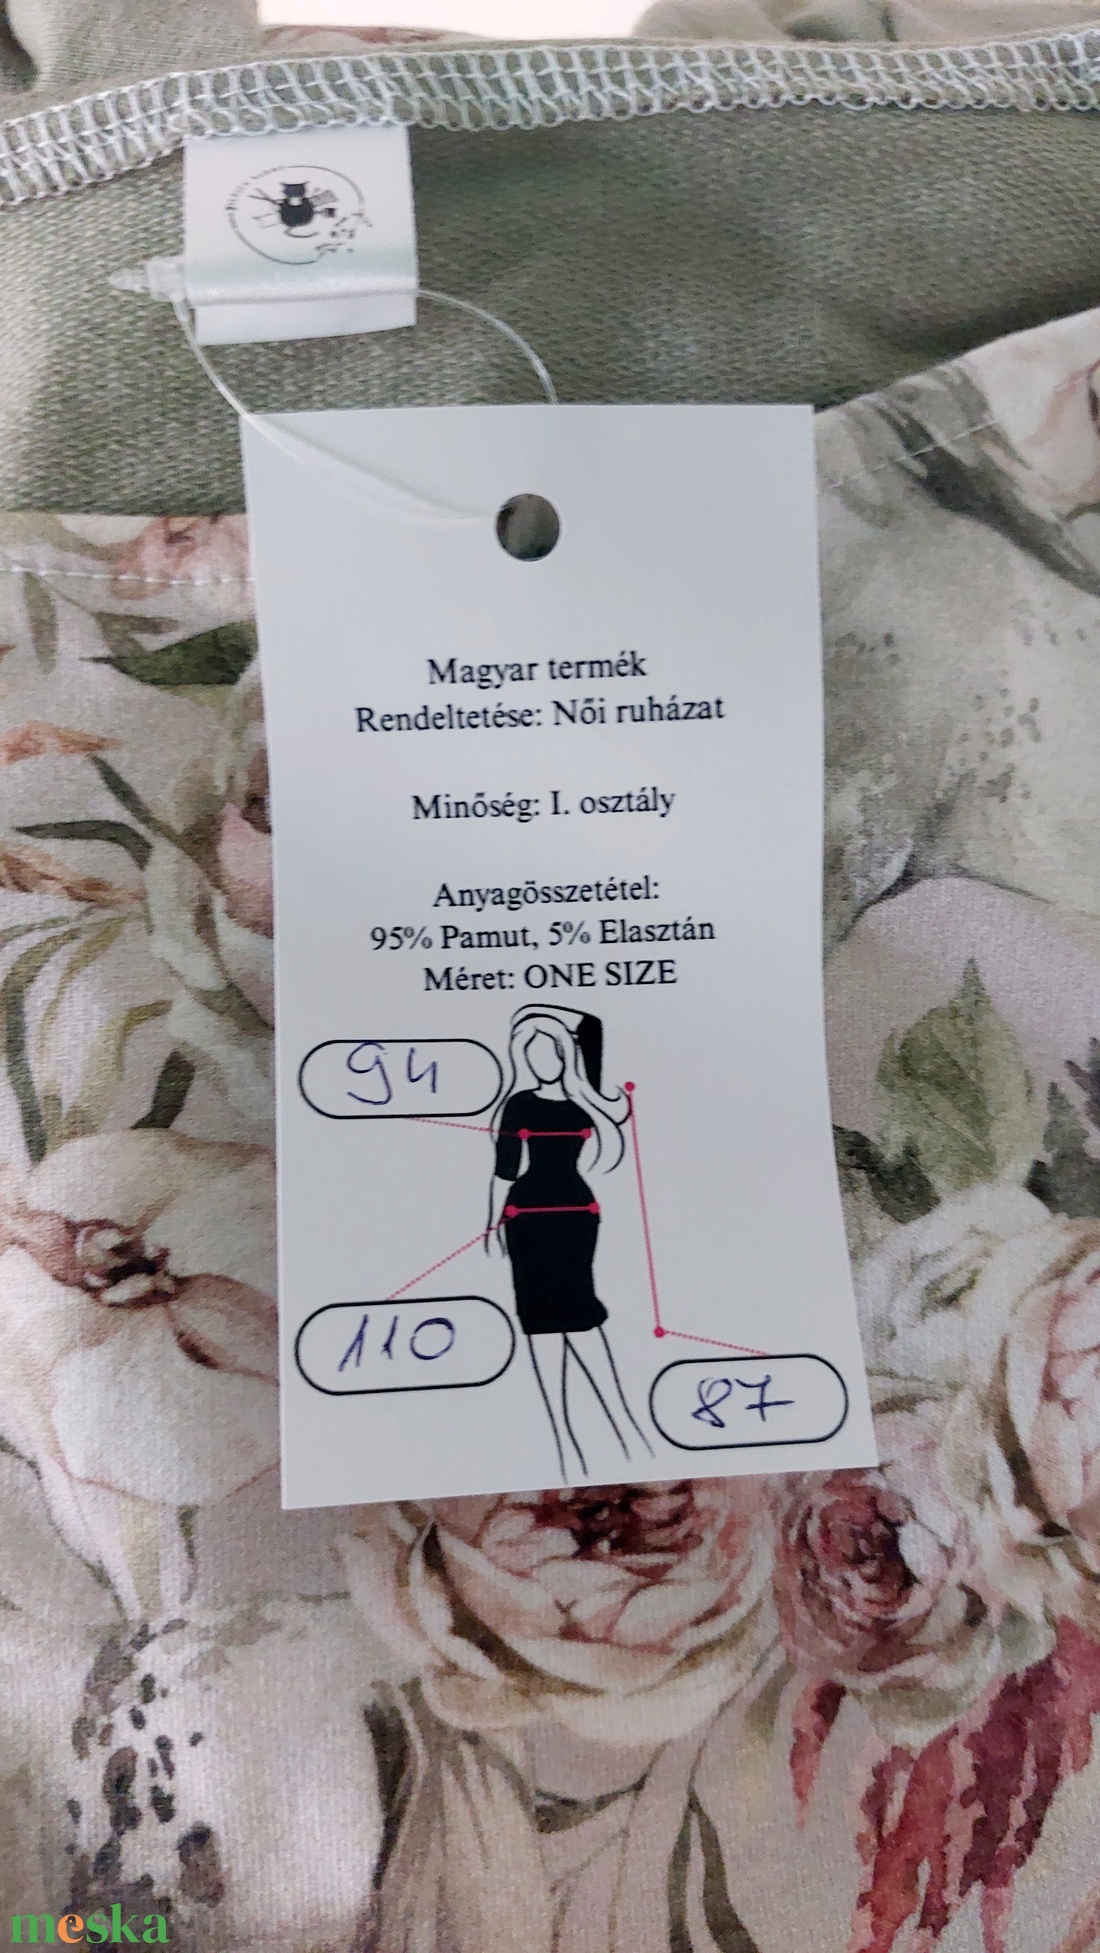 Magyar termék
Rendeltetése: Női ruházat
Minőség: I. osztály
Anyagösszetétel:
95% Pamut, 5% Elasztán
Méret: ONE SIZE
94
110
87
meska